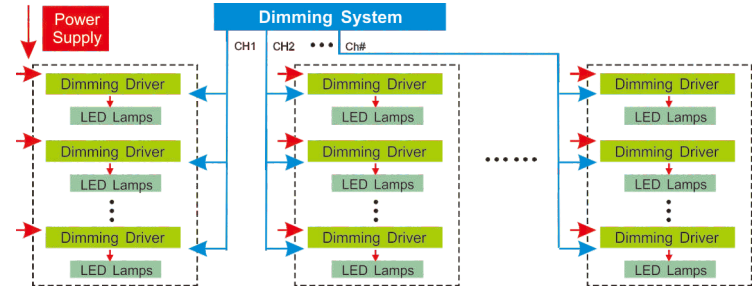 Dimming System
Power
Supply
CH1
CH2
Ch#
Dimming Driver
LED Lamps
Dimming Driver
LED Lamps
Dimming Driver
LED Lamps
Dimming Driver
LED Lamps
Dimming Driver
LED Lamps
Dimming Driver
LED Lamps
Dimming Driver
LED Lamps
Dimming Driver
LED Lamps
Dimming Driver
LED Lamps